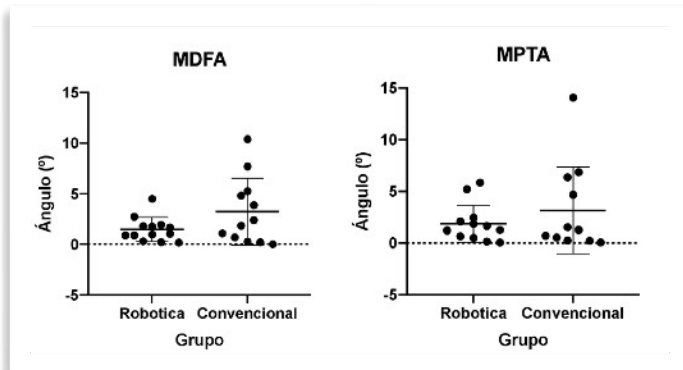 MDFA
15
10
5
0
-5
Ángulo (º)
Robotica Convencional
Grupo
MPTA
15
10
5
0
-5
Ángulo (º)
Robotica Convencional
Grupo